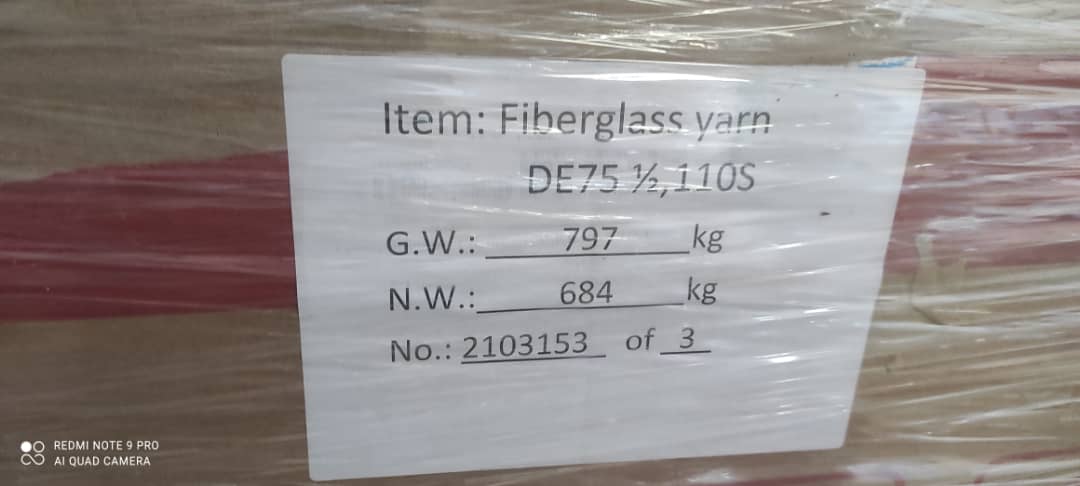 Item: Fiberglass yarn
DE75 ½,110S
G.W.: 797 kg
N.W.: 684 kg
No.: 2103153 of 3
REDMI NOTE 9 PRO
AI QUAD CAMERA